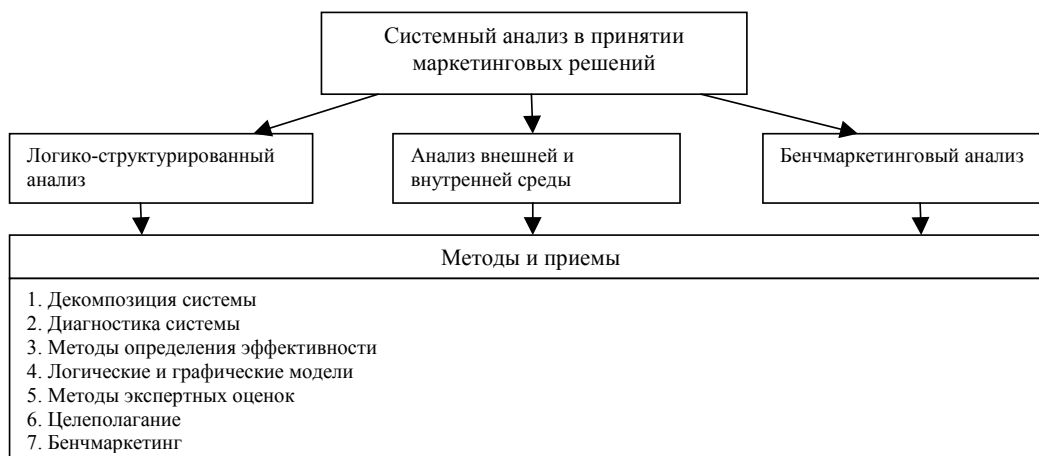 Системный анализ в принятии
маркетинговых решений
Логико-структурированный
анализ
Анализ внешней и
внутренней среды
Бенчмаркетинговый анализ
Методы и приемы
1. Декомпозиция системы
2. Диагностика системы
3. Методы определения эффективности
4. Логические и графические модели
5. Методы экспертных оценок
6. Целеполагание
7. Бенчмаркетинг